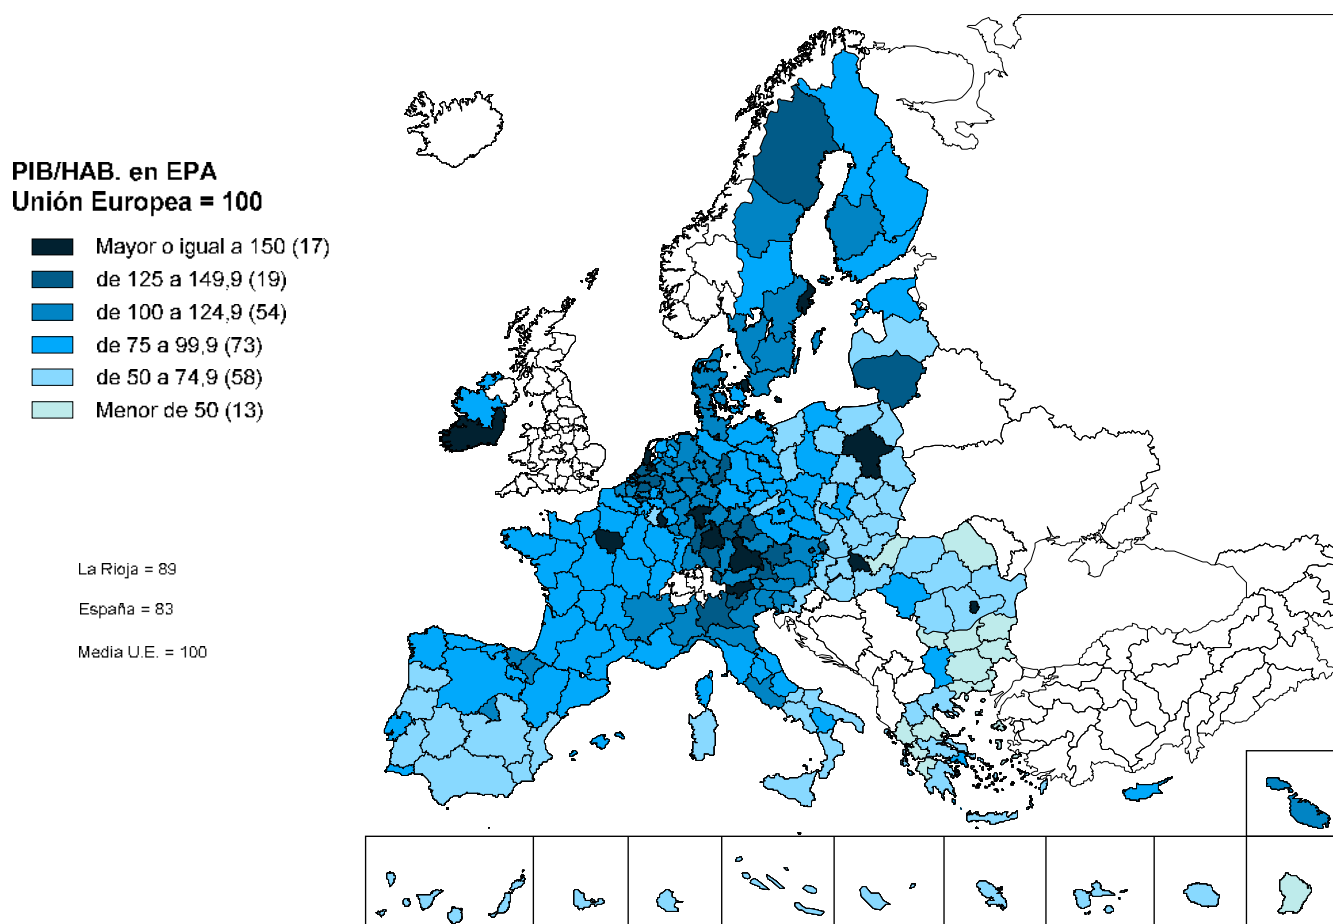 PIB/HAB. en EPA
Unión Europea = 100
Mayor o igual a 150 (17)
de 125 a 149,9 (19)
de 100 a 124,9 (54)
de 75 a 99,9 (73)
de 50 a 74,9 (58)
Menor de 50 (13)
La Rioja = 89
España = 83
Media U.E. = 100